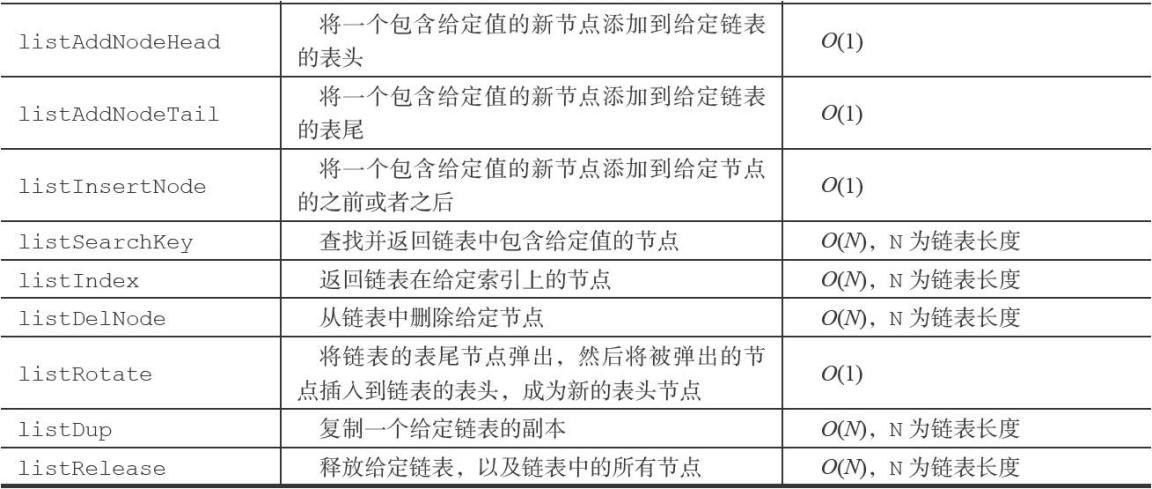 listAddNodeHead 将一个包含给定值的新节点添加到给定链表 O(1)
的表头
listAddNodeTail 将一个包含给定值的新节点添加到给定链表 O(1)
的表尾
listInsertNode 将一个包含给定值的新节点添加到给定节点 O(1)
的之前或者之后
listSearchKey 查找并返回链表中包含给定值的节点 O(N)，N 为链表长度
listIndex 返回链表在给定索引上的节点 O(N)，N 为链表长度
listDelNode 从链表中删除给定节点 O(N)，N 为链表长度
listRotate 将链表的表尾节点弹出，然后将被弹出的节 O(1)
点插入到链表的表头，成为新的表头节点
listDup 复制一个给定链表的副本 O(N)，N 为链表长度
listRelease 释放给定链表，以及链表中的所有节点 O(N)，N 为链表长度